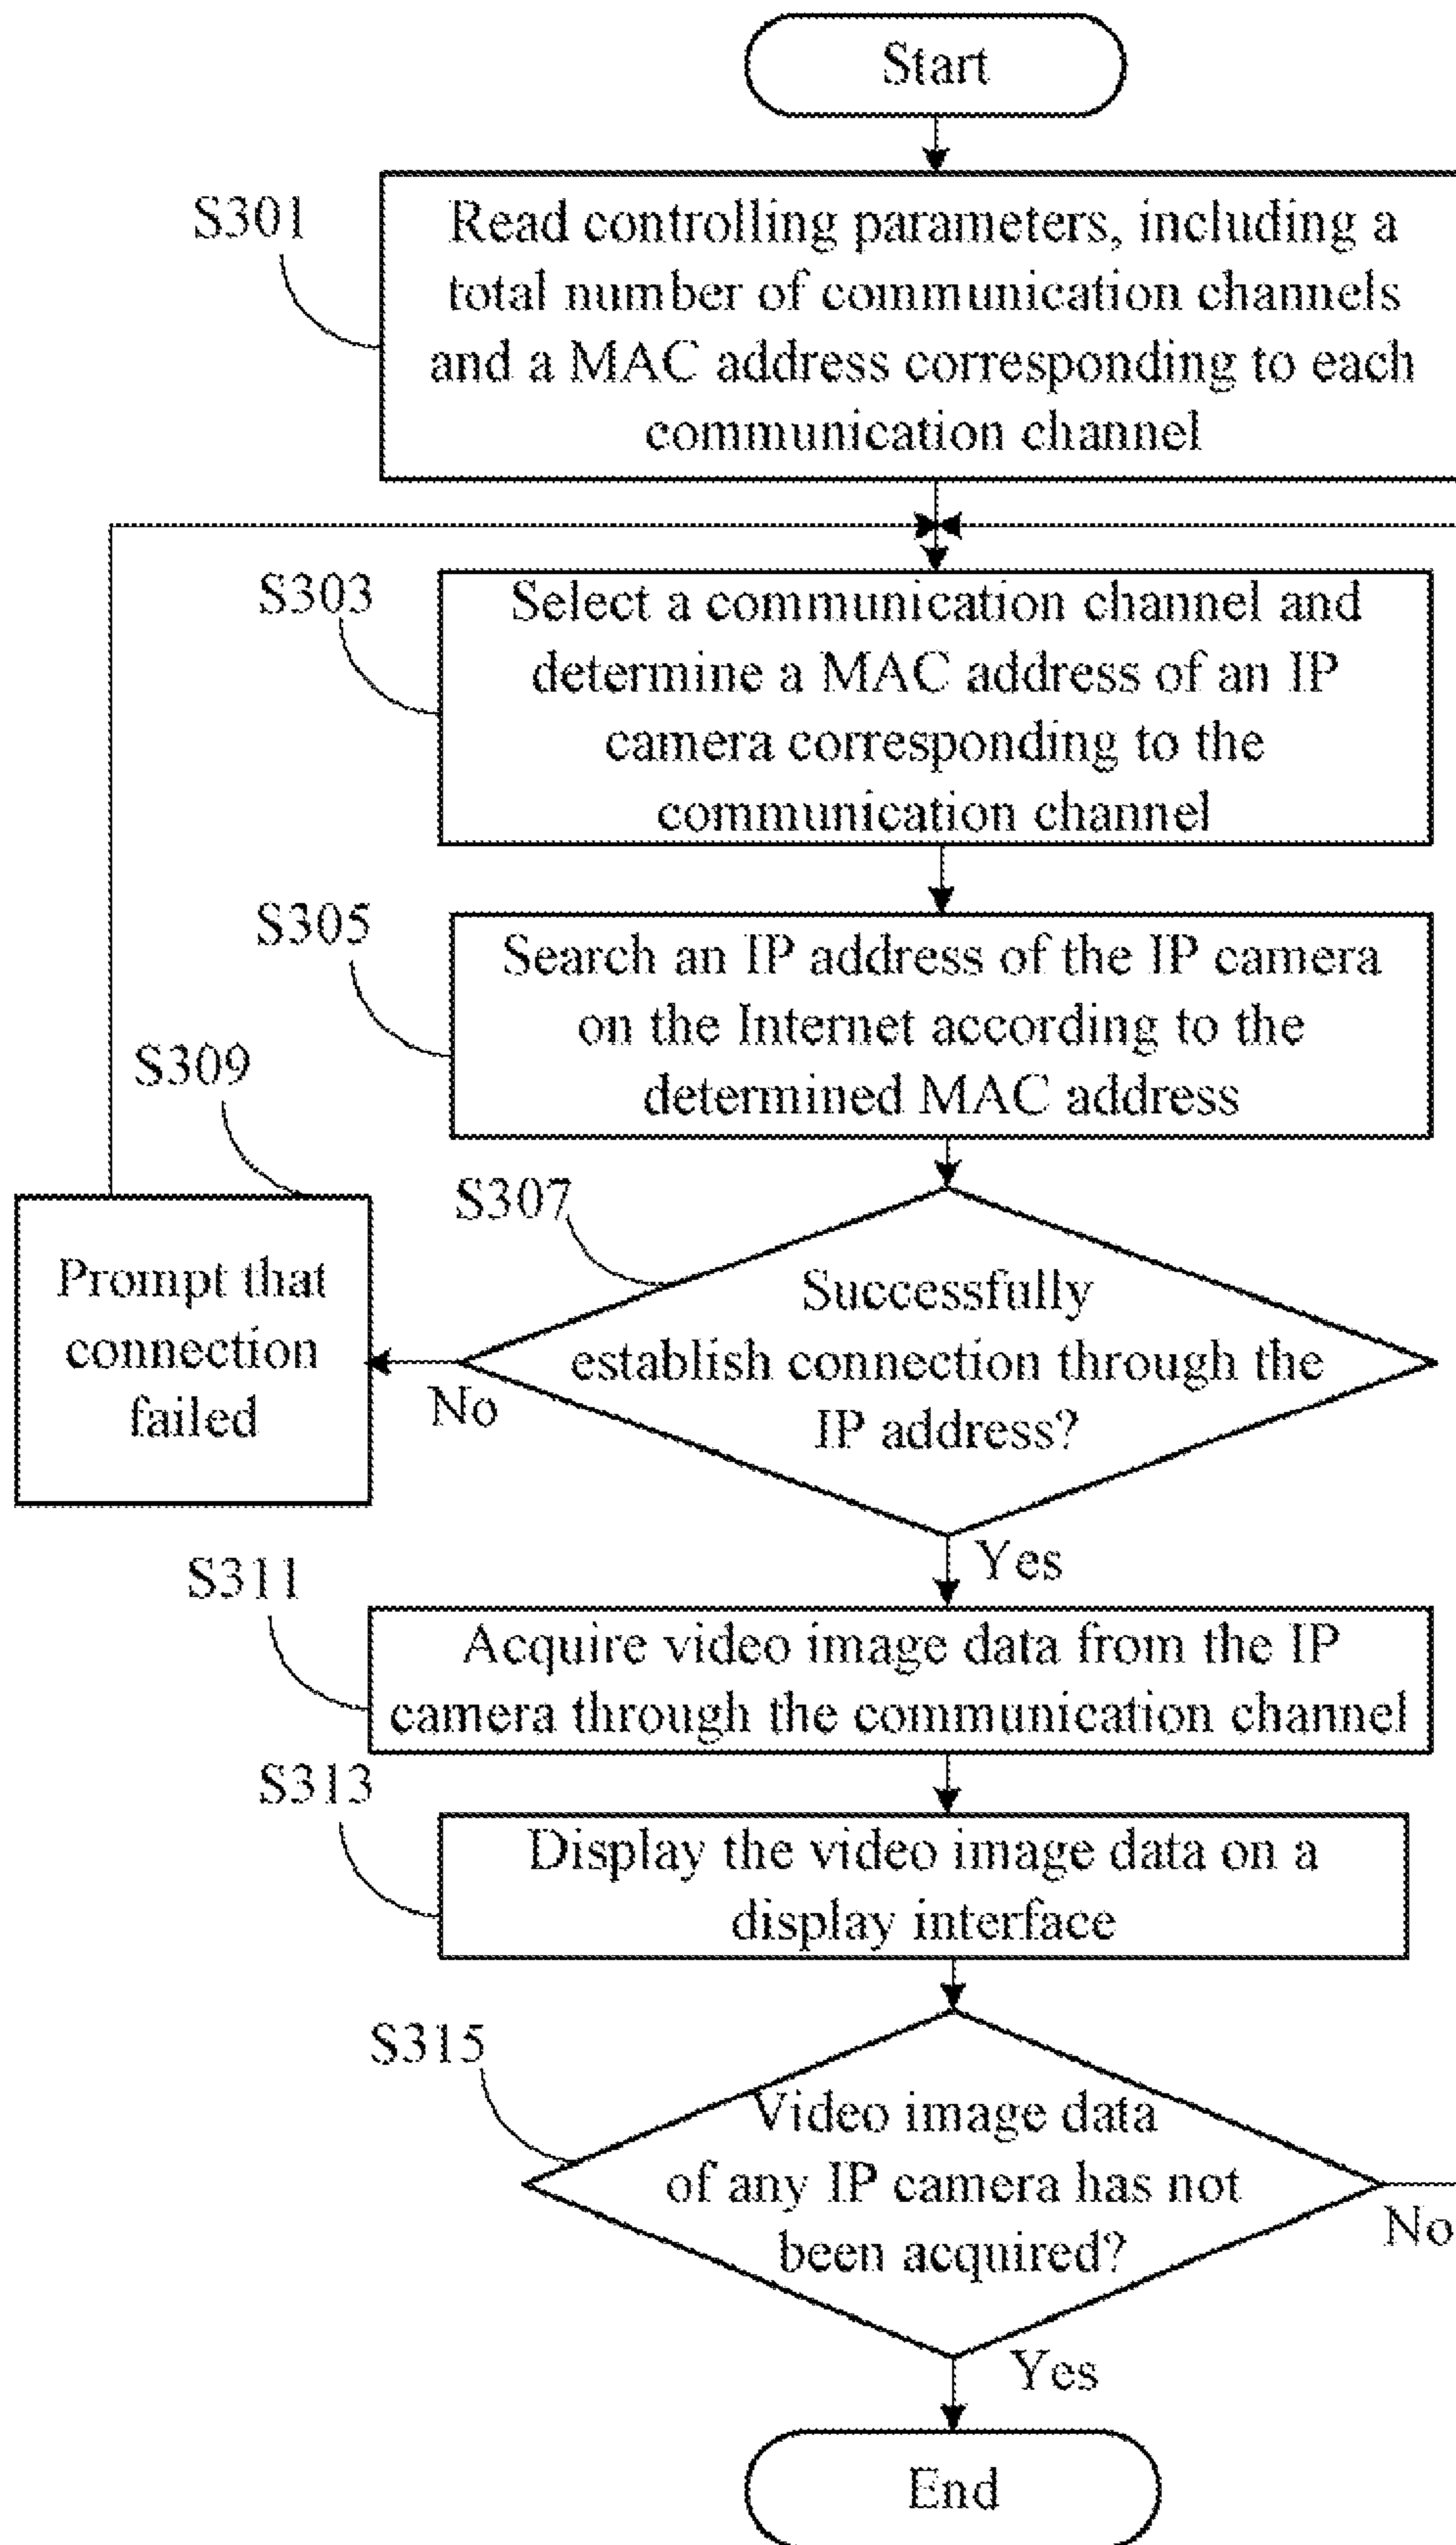 Start
S301
Read controlling parameters, including a
total number of communication channels
and a MAC address corresponding to each
communication channel
S303
Select a communication channel and
determine a MAC address of an IP
camera corresponding to the
communication channel
S305
Search an IP address of the IP camera
on the Internet according to the
determined MAC address
S309
Prompt that
connection
failed
S307
Successfully
establish connection through the
IP address?
No
Yes
S311
Acquire video image data from the IP
camera through the communication channel
S313
Display the video image data on a
display interface
S315
Video image data
of any IP camera has not
been acquired?
No
Yes
End